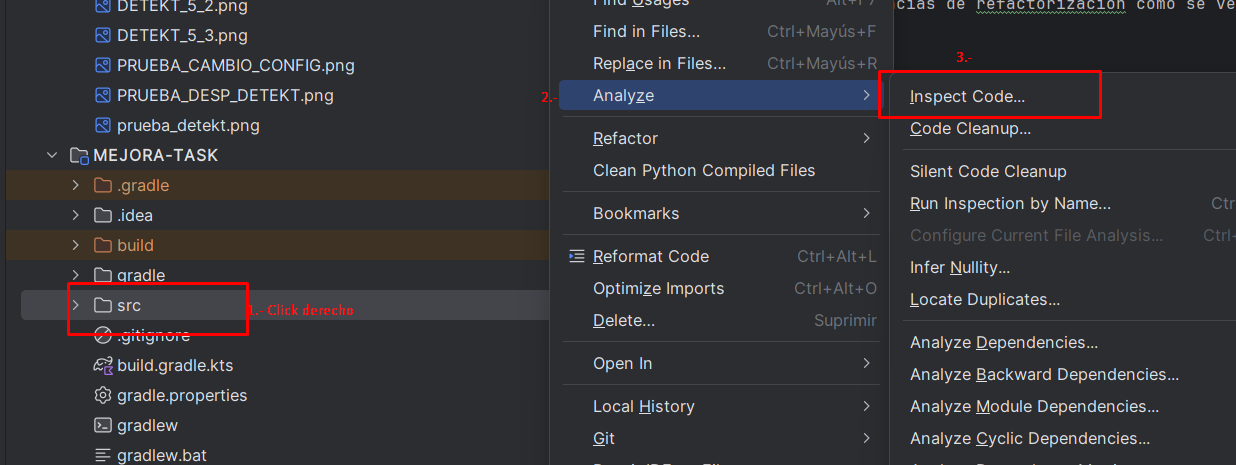 DETEKT_5_2.png
DETEKT_5_3.png
PRUEBA_CAMBIO_CONFIG.png
PRUEBA_DESP_DETEKT.png
prueba_detekt.png
MEJORA-TASK
.gradle
.idea
build
gradle
src
1.- Click derecho
.gitignore
build.gradle.kts
gradle.properties
gradlew
gradlew.bat
Find Usages Alt+F7
Find in Files... Ctrl+Mayús+F
Replace in Files... Ctrl+Mayús+R
2.-
Analyze
Refactor
Clean Python Compiled Files
Bookmarks
Reformat Code Ctrl+Alt+L
Optimize Imports Ctrl+Alt+O
Delete... Suprimir
Open In
Local History
Git
de refactorización como se ve
3.-
Inspect Code...
Code Cleanup...
Silent Code Cleanup
Run Inspection by Name... Ctr
Configure Current File Analysis... Ctrl+
Infer Nullity...
Locate Duplicates...
Analyze Dependencies...
Analyze Backward Dependencies...
Analyze Module Dependencies...
Analyze Cyclic Dependencies...